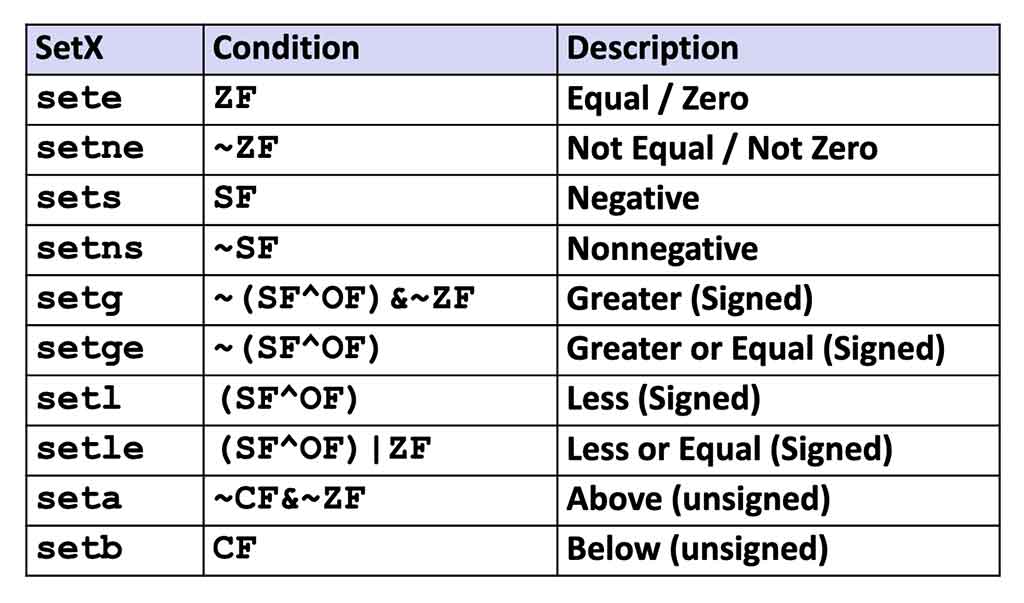 SetX Condition Description
sete ZF Equal / Zero
setne ~ZF Not Equal / Not Zero
sets SF Negative
setns ~SF Nonnegative
setg ~(SF^OF)&~ZF Greater (Signed)
setge ~(SF^OF) Greater or Equal (Signed)
setl (SF^OF) Less (Signed)
setle (SF^OF)|ZF Less or Equal (Signed)
seta ~CF&~ZF Above (unsigned)
setb CF Below (unsigned)